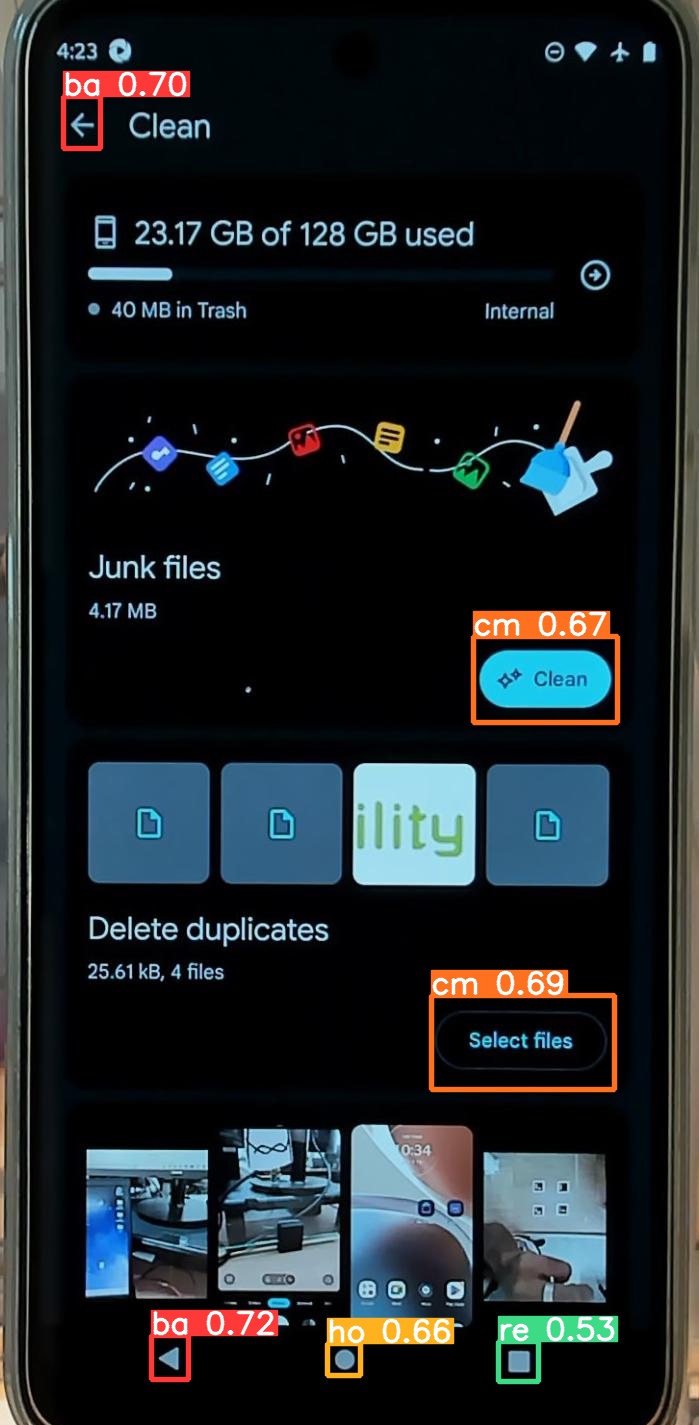 4:23
ba 0.70
Clean
23.17 GB of 128 GB used
40 MB in Trash
Internal
Junk files
4.17 MB
cm 0.67
Clean
ility
Delete duplicates
25.61 kB, 4 files
cm 0.69
Select files
10:34
ba 0.72
ho 0.66
re 0.53